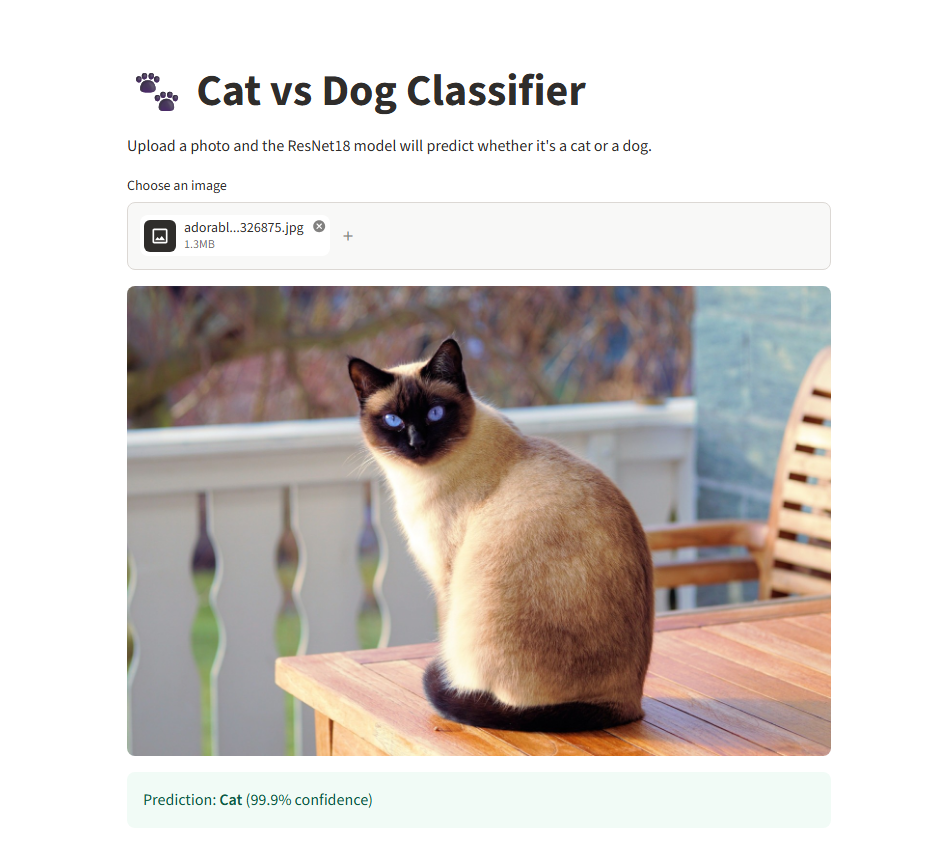 Cat vs Dog Classifier
Upload a photo and the ResNet18 model will predict whether it's a cat or a dog.
Choose an image
adorabl...326875.jpg
1.3MB
+
Prediction: Cat (99.9% confidence)